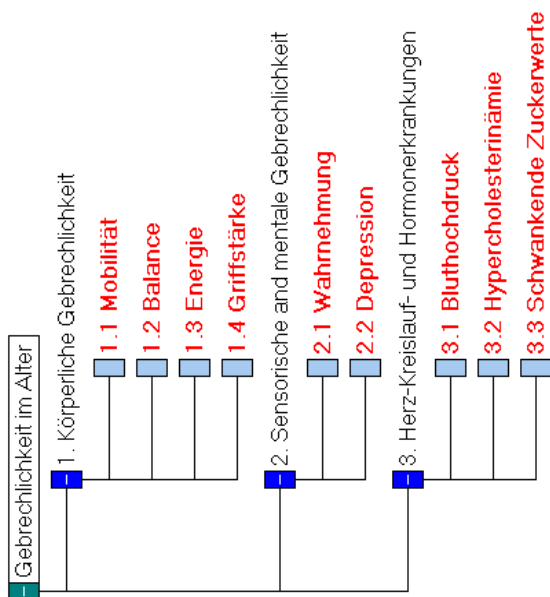 Gebrechlichkeit im Alter
1. Körperliche Gebrechlichkeit
1.1 Mobilität
1.2 Balance
1.3 Energie
1.4 Griffstärke
2. Sensorische and mentale Gebrechlichkeit
2.1 Wahrnehmung
2.2 Depression
3. Herz-Kreislauf- und Hormonerkrankungen
3.1 Bluthochdruck
3.2 Hypercholesterinämie
3.3 Schwankende Zuckerwerte